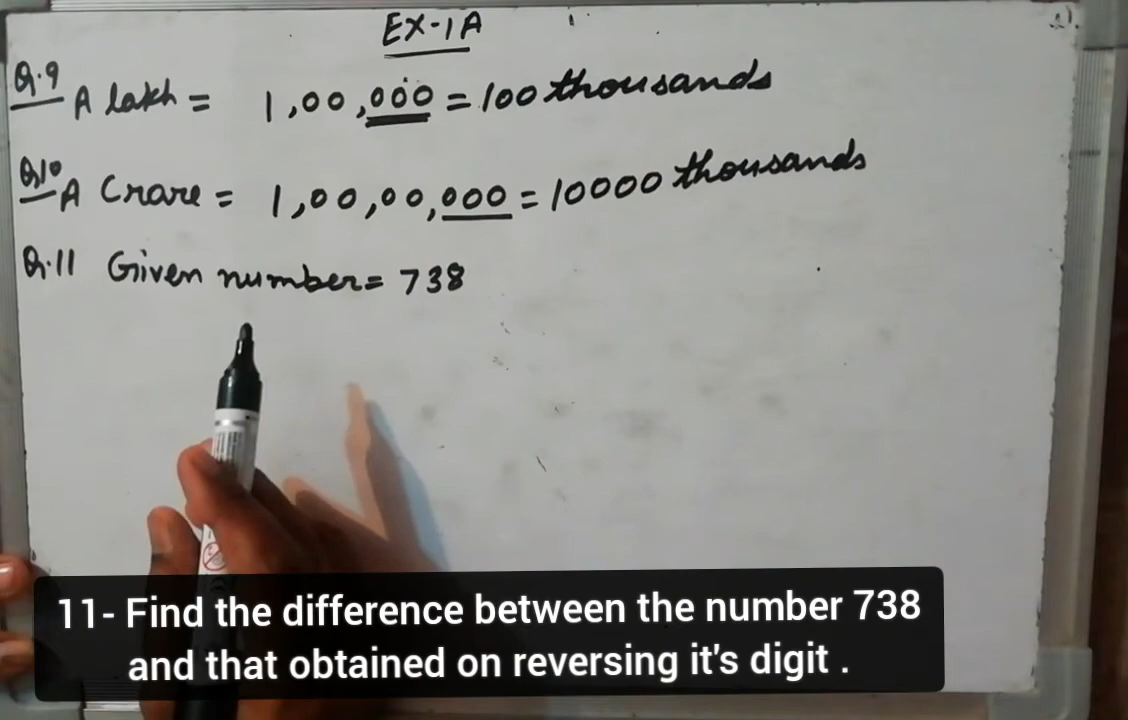 EX-1A
Q.9 A lakh = 1,00,000 = 100 thousands
Q.10 A Crare = 1,00,00,000 = 10000 thousands
Q.11 Given number = 738
11- Find the difference between the number 738
and that obtained on reversing it's digit .